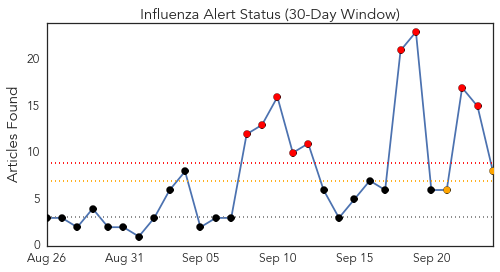 Influenza Alert Status (30-Day Window)
Articles Found
20
15
10
5
0
Aug 26 Aug 31 Sep 05 Sep 10 Sep 15 Sep 20